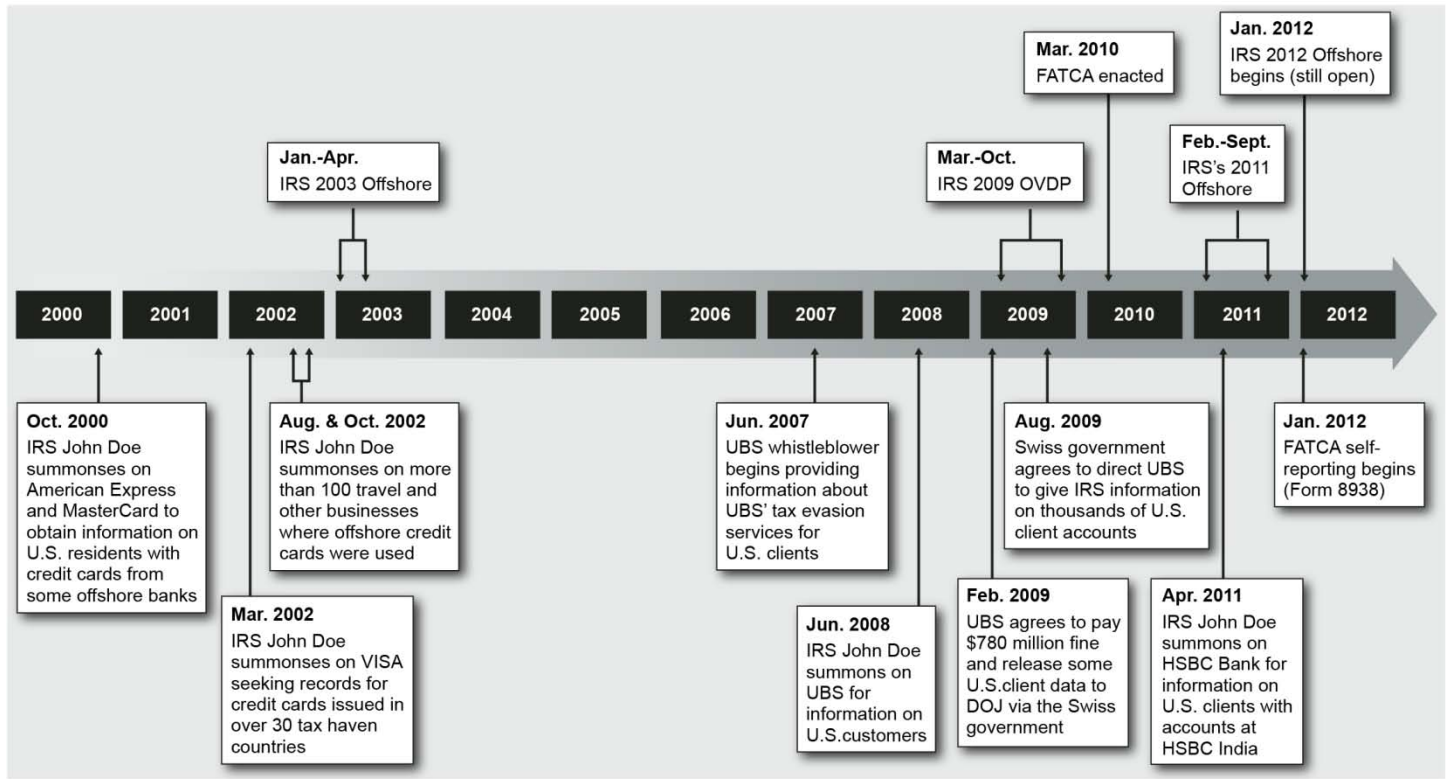 Jan. 2012
IRS 2012 Offshore
begins (still open)
Mar. 2010
FATCA enacted
Jan.-Apr.
IRS 2003 Offshore
Mar.-Oct.
IRS 2009 OVDP
Feb.-Sept.
IRS's 2011
Offshore
2000
2001
2002
2003
2004
2005
2006
2007
2008
2009
2010
2011
2012
Oct. 2000
IRS John Doe
summonses on
American Express
and MasterCard to
obtain information on
U.S. residents with
credit cards from
some offshore banks
Mar. 2002
IRS John Doe
summonses on VISA
seeking records for
credit cards issued in
over 30 tax haven
countries
Aug. & Oct. 2002
IRS John Doe
summonses on more
than 100 travel and
other businesses
where offshore credit
cards were used
Jun. 2007
UBS whistleblower
begins providing
information about
UBS' tax evasion
services for
U.S. clients
Jun. 2008
IRS John Doe
summons on
UBS for
information on
U.S.customers
Feb. 2009
UBS agrees to pay
$780 million fine
and release some
U.S.client data to
DOJ via the Swiss
government
Aug. 2009
Swiss government
agrees to direct UBS
to give IRS information
on thousands of U.S.
client accounts
Apr. 2011
IRS John Doe
summons on
HSBC Bank for
information on
U.S. clients with
accounts at
HSBC India
Jan. 2012
FATCA self-
reporting begins
(Form 8938)